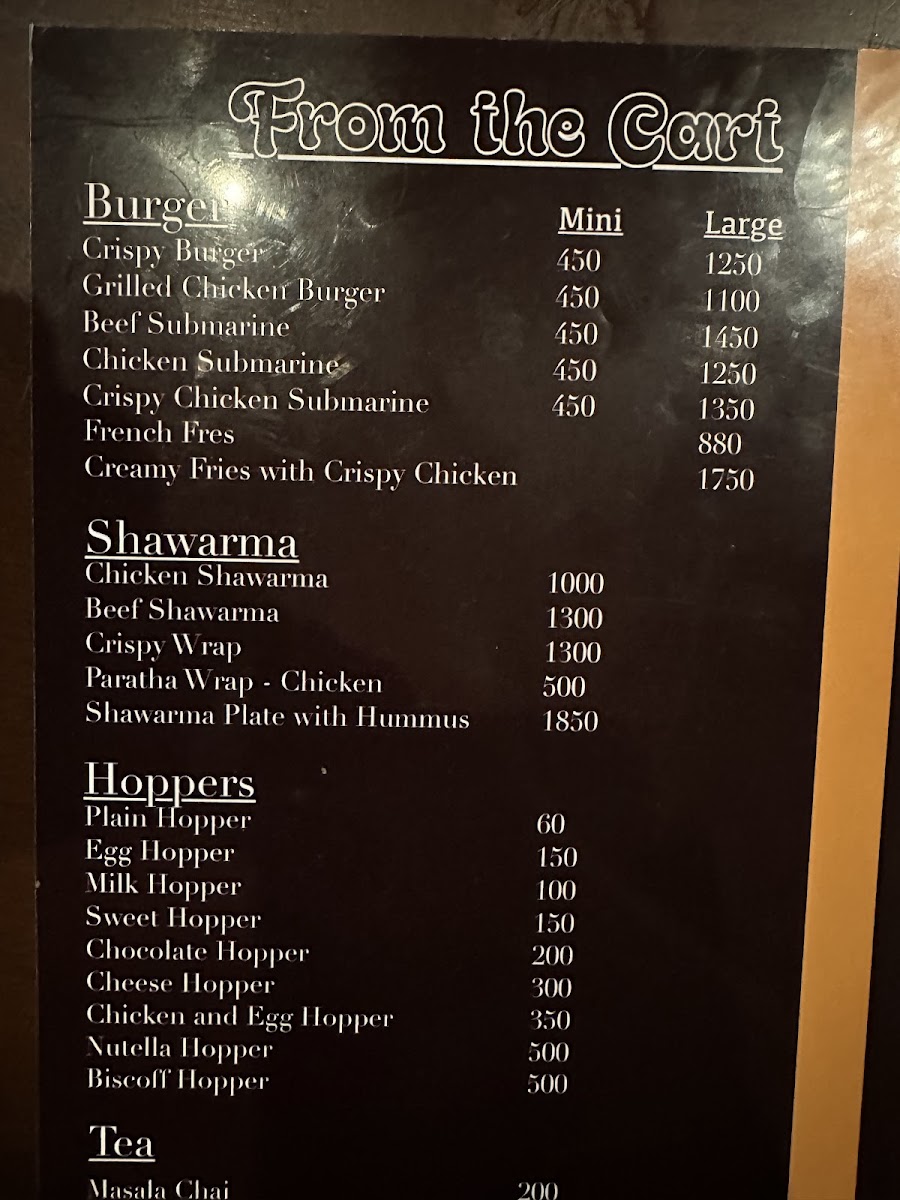 From the Cart
Burger Mini Large
Crispy Burger 450 1250
Grilled Chicken Burger 450 1100
Beef Submarine 450 1450
Chicken Submarine 450 1250
Crispy Chicken Submarine 450 1350
French Fres 880
Creamy Fries with Crispy Chicken 1750
Shawarma
Chicken Shawarma 1000
Beef Shawarma 1300
Crispy Wrap 1300
Paratha Wrap - Chicken 500
Shawarma Plate with Hummus 1850
Hoppers
Plain Hopper 60
Egg Hopper 150
Milk Hopper 100
Sweet Hopper 150
Chocolate Hopper 200
Cheese Hopper 300
Chicken and Egg Hopper 350
Nutella Hopper 500
Biscoff Hopper 500
Tea
Masala Chai 200